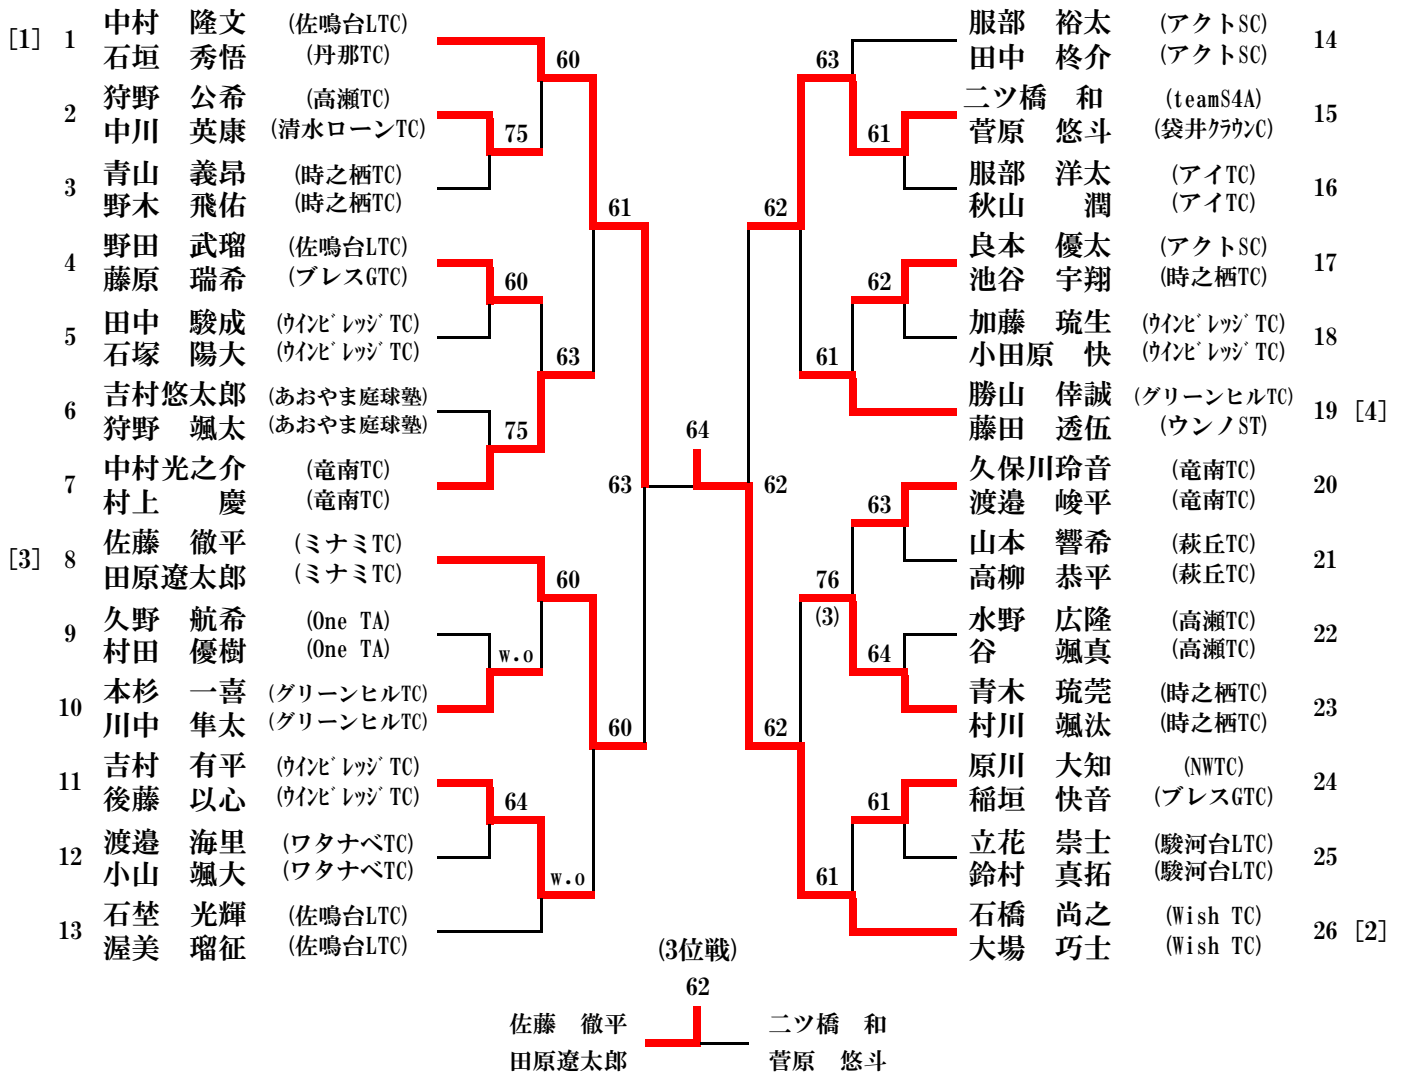 [1] 1 中村 隆文 (佐鳴台LTC)
石垣 秀悟 (丹那TC)
2 狩野 公希 (高瀬TC)
中川 英康 (清水ローンTC)
3 青山 義昂 (時之栖TC)
野木 飛佑 (時之栖TC)
4 野田 武瑠 (佐鳴台LTC)
藤原 瑞希 (ブレスGTC)
5 田中 駿成 (ウインビレッジTC)
石塚 陽大 (ウインビレッジTC)
6 吉村悠太郎 (あおやま庭球塾)
狩野 颯太 (あおやま庭球塾)
7 中村光之介 (竜南TC)
村上 慶 (竜南TC)
[3] 8 佐藤 徹平 (ミナミTC)
田原遼太郎 (ミナミTC)
9 久野 航希 (One TA)
村田 優樹 (One TA)
10 本杉 一喜 (グリーンヒルTC)
川中 隼太 (グリーンヒルTC)
11 吉村 有平 (ウインビレッジTC)
後藤 以心 (ウインビレッジTC)
12 渡邉 海里 (ワタナベTC)
小山 颯大 (ワタナベTC)
13 石埜 光輝 (佐鳴台LTC)
渥美 瑠征 (佐鳴台LTC)
60
75
61
60
63
75
63
60
w.o
60
64
w.o
64
63
61
62
62
61
62
63
76
(3)
64
62
61
61
服部 裕太 (アクトSC) 14
田中 柊介 (アクトSC)
二ツ橋 和 (teamS4A) 15
菅原 悠斗 (袋井クラウンC)
服部 洋太 (アイTC) 16
秋山 潤 (アイTC)
良本 優太 (アクトSC) 17
池谷 宇翔 (時之栖TC)
加藤 琉生 (ウインビレッジTC) 18
小田原 快 (ウインビレッジTC)
勝山 倖誠 (グリーンヒルTC) 19 [4]
藤田 透伍 (ウンノST)
久保川玲音 (竜南TC) 20
渡邉 峻平 (竜南TC)
山本 響希 (萩丘TC) 21
高柳 恭平 (萩丘TC)
水野 広隆 (高瀬TC) 22
谷 颯真 (高瀬TC)
青木 琉莞 (時之栖TC) 23
村川 颯汰 (時之栖TC)
原川 大知 (NWTC) 24
稲垣 快音 (ブレスGTC)
立花 崇士 (駿河台LTC) 25
鈴村 真拓 (駿河台LTC)
石橋 尚之 (Wish TC) 26 [2]
大場 巧士 (Wish TC)
(3位戦)
62
佐藤 徹平 二ツ橋 和
田原遼太郎 菅原 悠斗